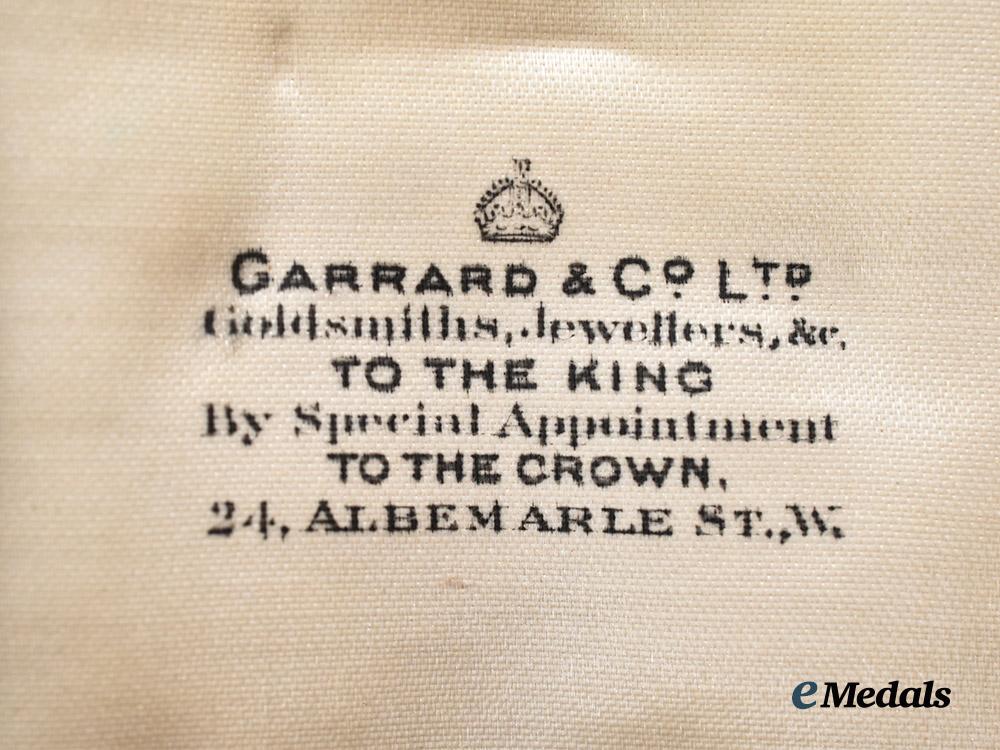 GARRARD & Cº LTD
Goldsmiths, Jewellers, &c,
TO THE KING
By Special Appointment
TO THE CROWN,
24, ALBEMARLE ST., W.
eMedals